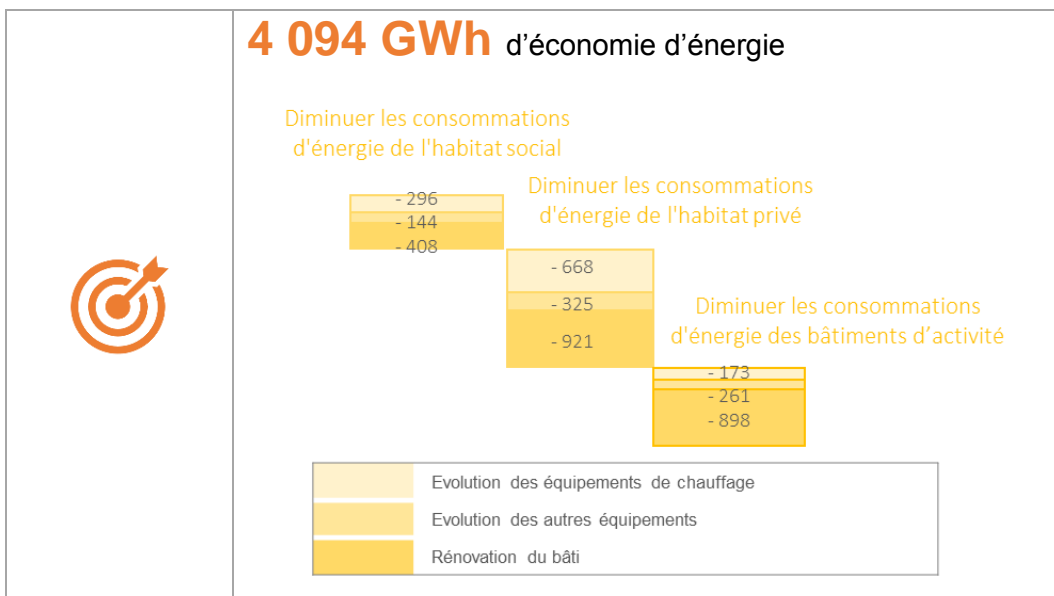 4 094 GWh d’économie d’énergie
Diminuer les consommations
d'énergie de l'habitat social
- 296
- 144
- 408
Diminuer les consommations
d'énergie de l'habitat privé
- 668
- 325
- 921
Diminuer les consommations
d'énergie des bâtiments d’activité
- 173
- 261
- 898
Evolution des équipements de chauffage
Evolution des autres équipements
Rénovation du bâti